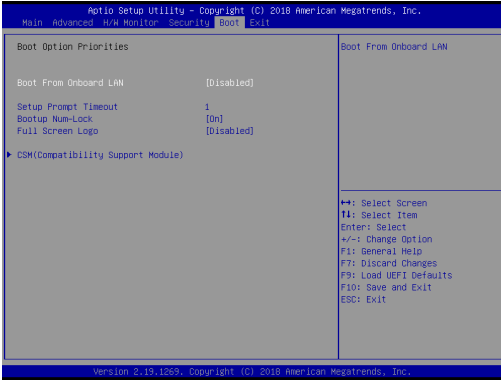 Aptio Setup Utility – Copyright (C) 2018 American Megatrends, Inc.
Main Advanced H/W Monitor Security Boot Exit
Boot Option Priorities
Boot From Onboard LAN [Disabled]
Setup Prompt Timeout 1
Bootup Num-Lock [On]
Full Screen Logo [Disabled]
▶ CSM(Compatibility Support Module)
Boot From Onboard LAN
↔: Select Screen
↑↓: Select Item
Enter: Select
+/-: Change Option
F1: General Help
F7: Discard Changes
F9: Load UEFI Defaults
F10: Save and Exit
ESC: Exit
Version 2.19.1269. Copyright (C) 2018 American Megatrends, Inc.